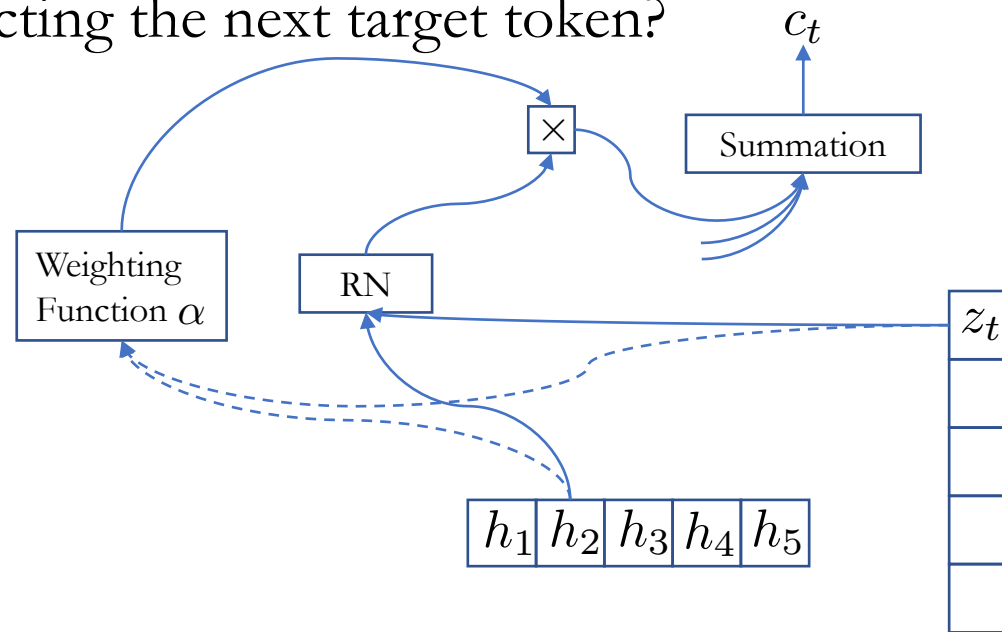 cting the next target token?
c_t
×
Summation
Weighting
Function α
RN
z_t
h_1 h_2 h_3 h_4 h_5